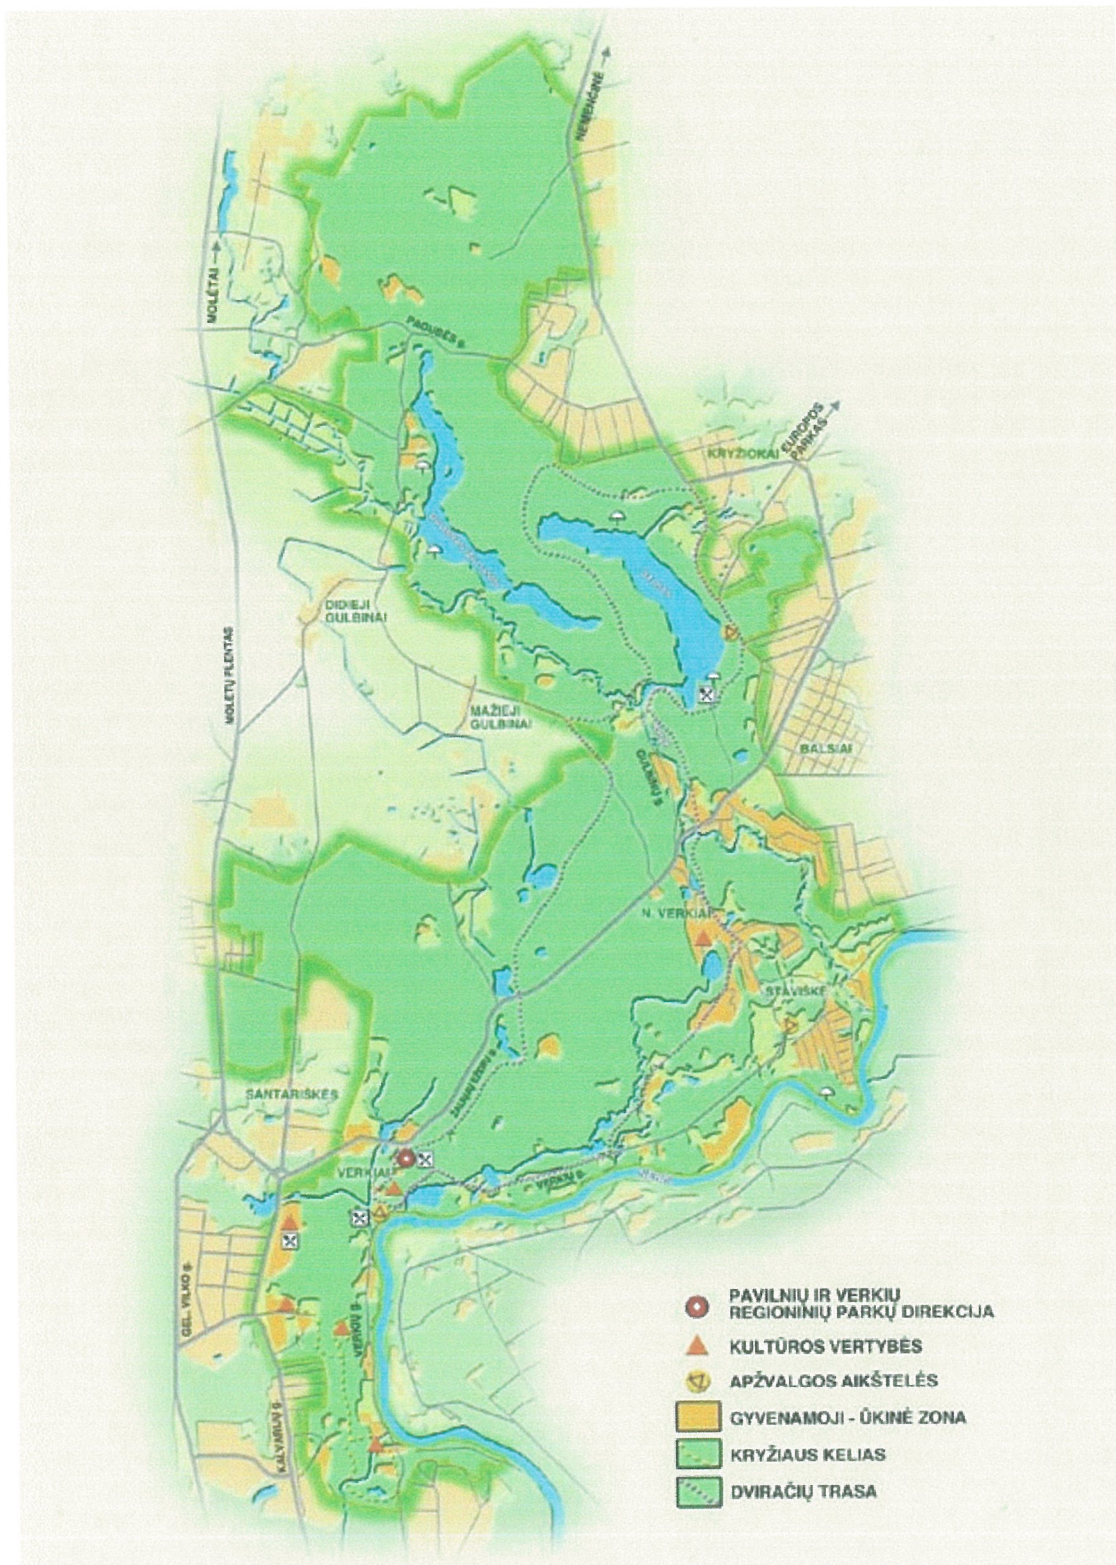 NEMENČINĖ
MOLĖTAI
PAGUBĖS g.
EUROPOS
PARKAS
KRYŽIOKAI
DIDIEJI
GULBINAI
MOLĖTŲ PLENTAS
MAŽIEJI
GULBINAI
BALSIAI
GULBINŲ g.
N. VERKIAI
STAVIŠKĖ
SANTARIŠKĖS
VERKIAI
VERKIŲ g.
NERIS
GEL. VILKO g.
VERKIŲ g.
KALVARIJŲ g.
PAVILNIŲ IR VERKIŲ
REGIONINIŲ PARKŲ DIREKCIJA
KULTŪROS VERTYBĖS
APŽVALGOS AIKŠTELĖS
GYVENAMOJI - ŪKINĖ ZONA
KRYŽIAUS KELIAS
DVIRAČIŲ TRASA